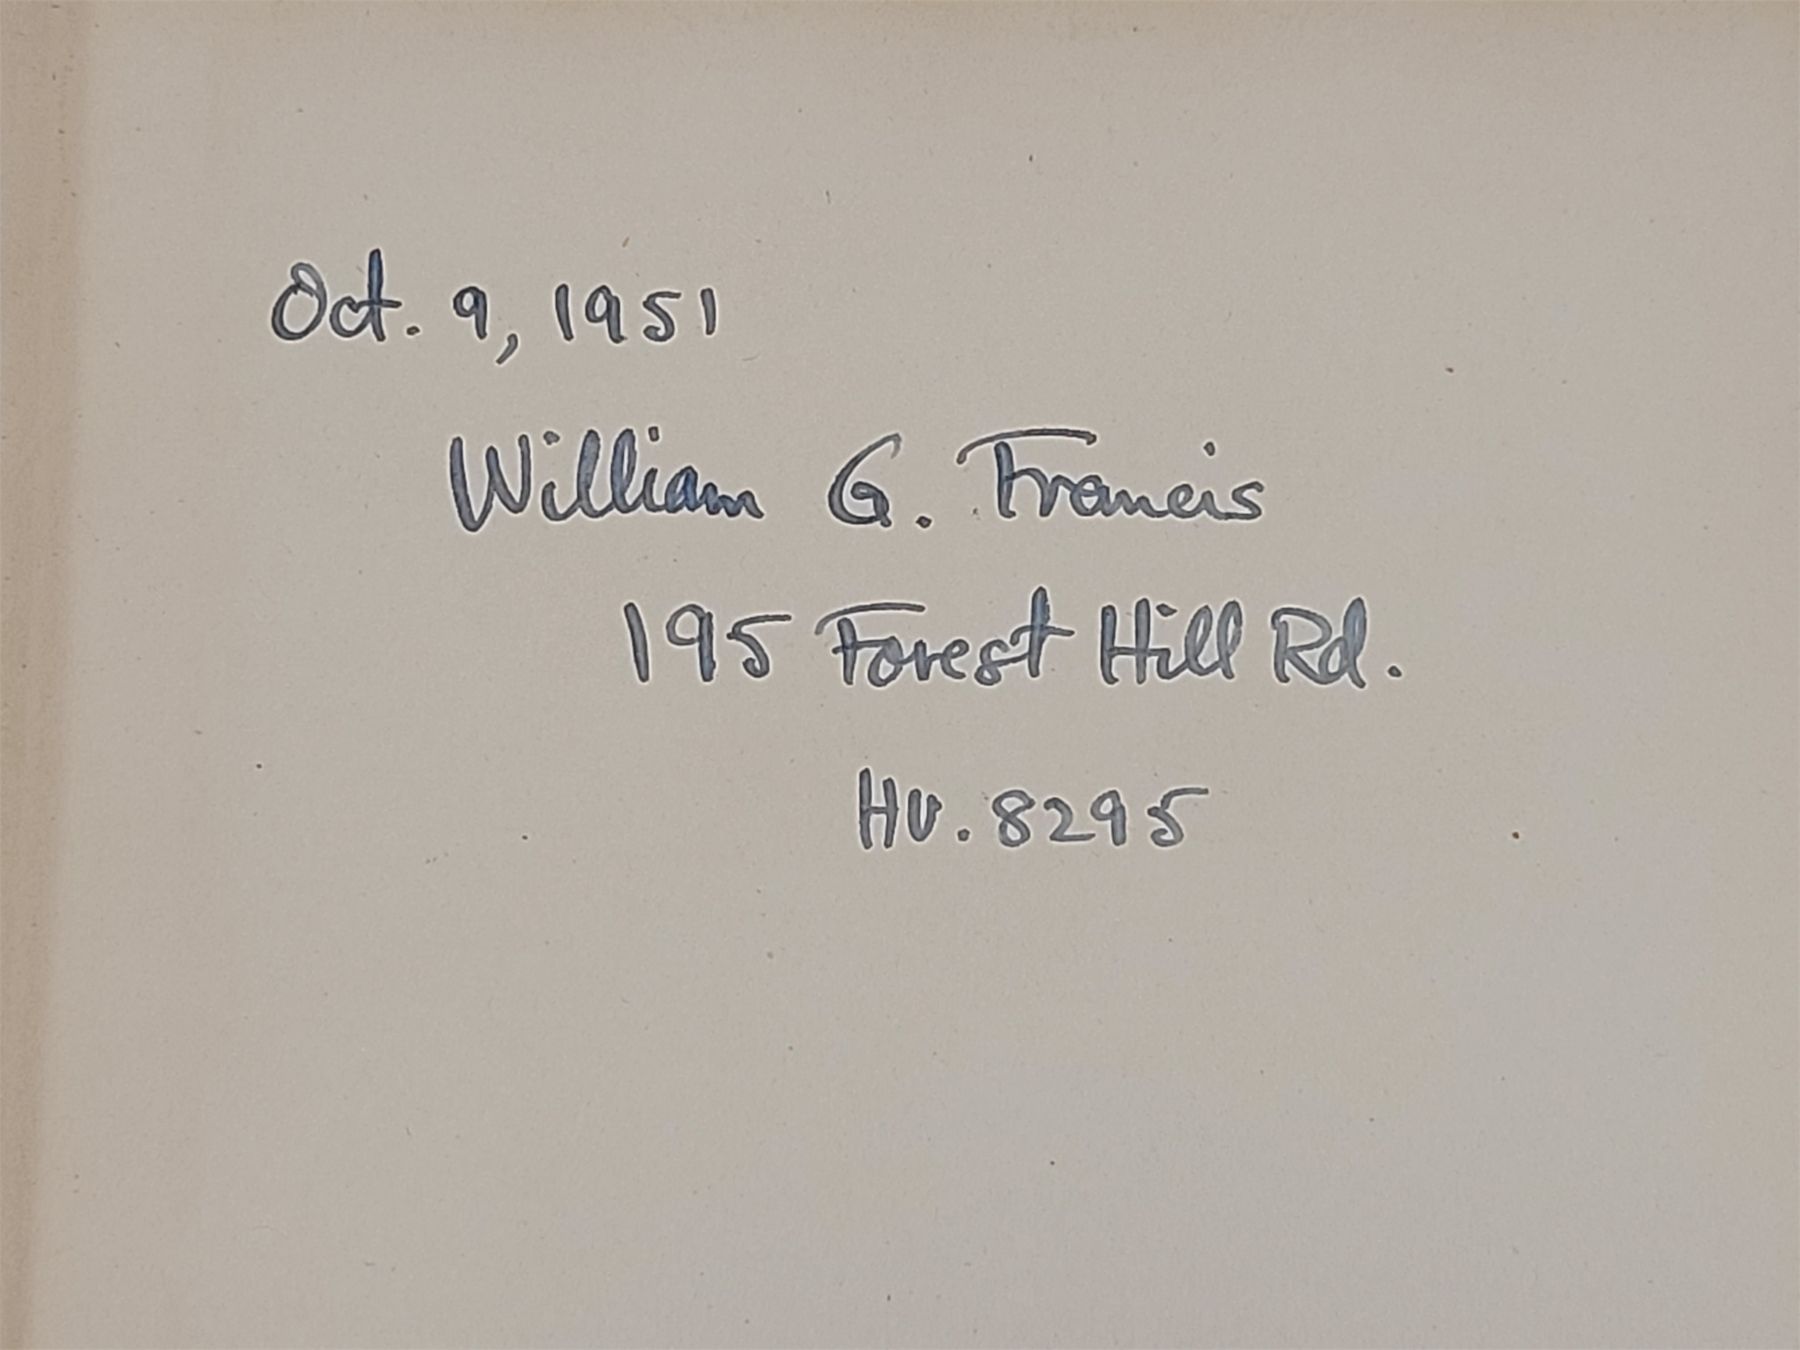 Oct. 9, 1951
William G. Francis
195 Forest Hill Rd.
HU. 8295